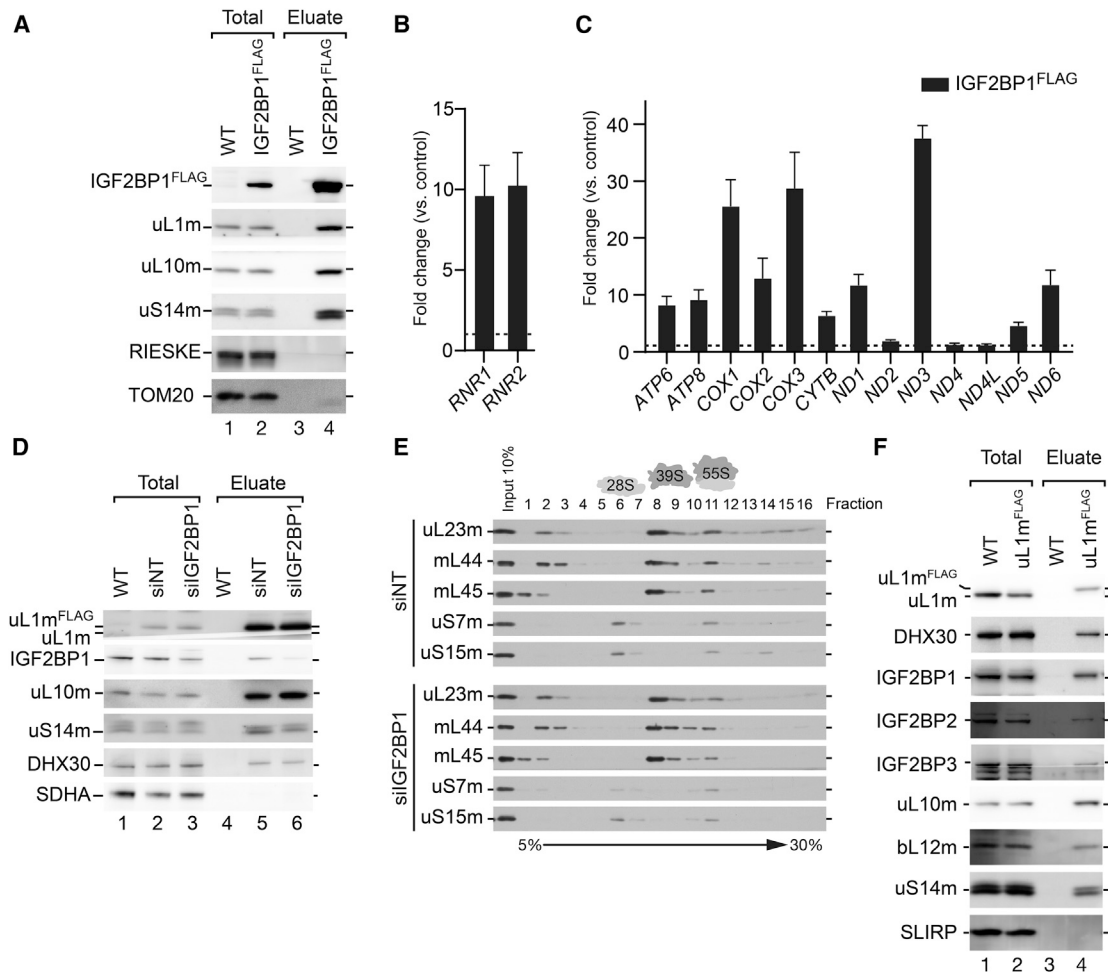 A
Total Eluate
WT IGF2BP1FLAG WT IGF2BP1FLAG
IGF2BP1FLAG
uL1m
uL10m
uS14m
RIESKE
TOM20
1 2 3 4
B
Fold change (vs. control)
15
10
5
0
RNR1 RNR2
C
IGF2BP1FLAG
Fold change (vs. control)
40
30
20
10
0
ATP6 ATP8 COX1 COX2 COX3 CYTB ND1 ND2 ND3 ND4 ND4L ND5 ND6
D
Total Eluate
WT siNT siIGF2BP1 WT siNT siIGF2BP1
uL1mFLAG
uL1m
IGF2BP1
uL10m
uS14m
DHX30
SDHA
1 2 3 4 5 6
E
28S 39S 55S
Input 10% 1 2 3 4 5 6 7 8 9 10 11 12 13 14 15 16 Fraction
siNT
uL23m
mL44
mL45
uS7m
uS15m
siIGF2BP1
uL23m
mL44
mL45
uS7m
uS15m
5% 30%
F
Total Eluate
WT uL1mFLAG WT uL1mFLAG
uL1mFLAG
uL1m
DHX30
IGF2BP1
IGF2BP2
IGF2BP3
uL10m
bL12m
uS14m
SLIRP
1 2 3 4